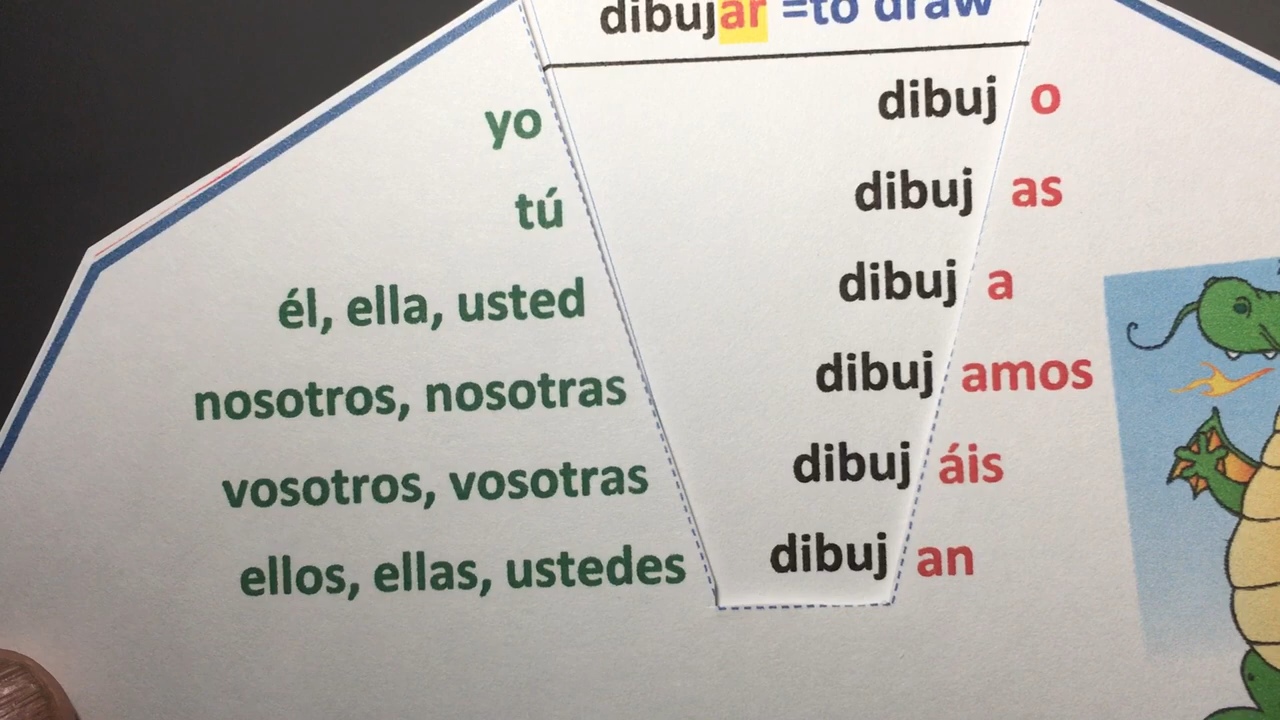 dibujar =to draw
yo dibuj o
tú dibuj as
él, ella, usted dibuj a
nosotros, nosotras dibuj amos
vosotros, vosotras dibuj áis
ellos, ellas, ustedes dibuj an